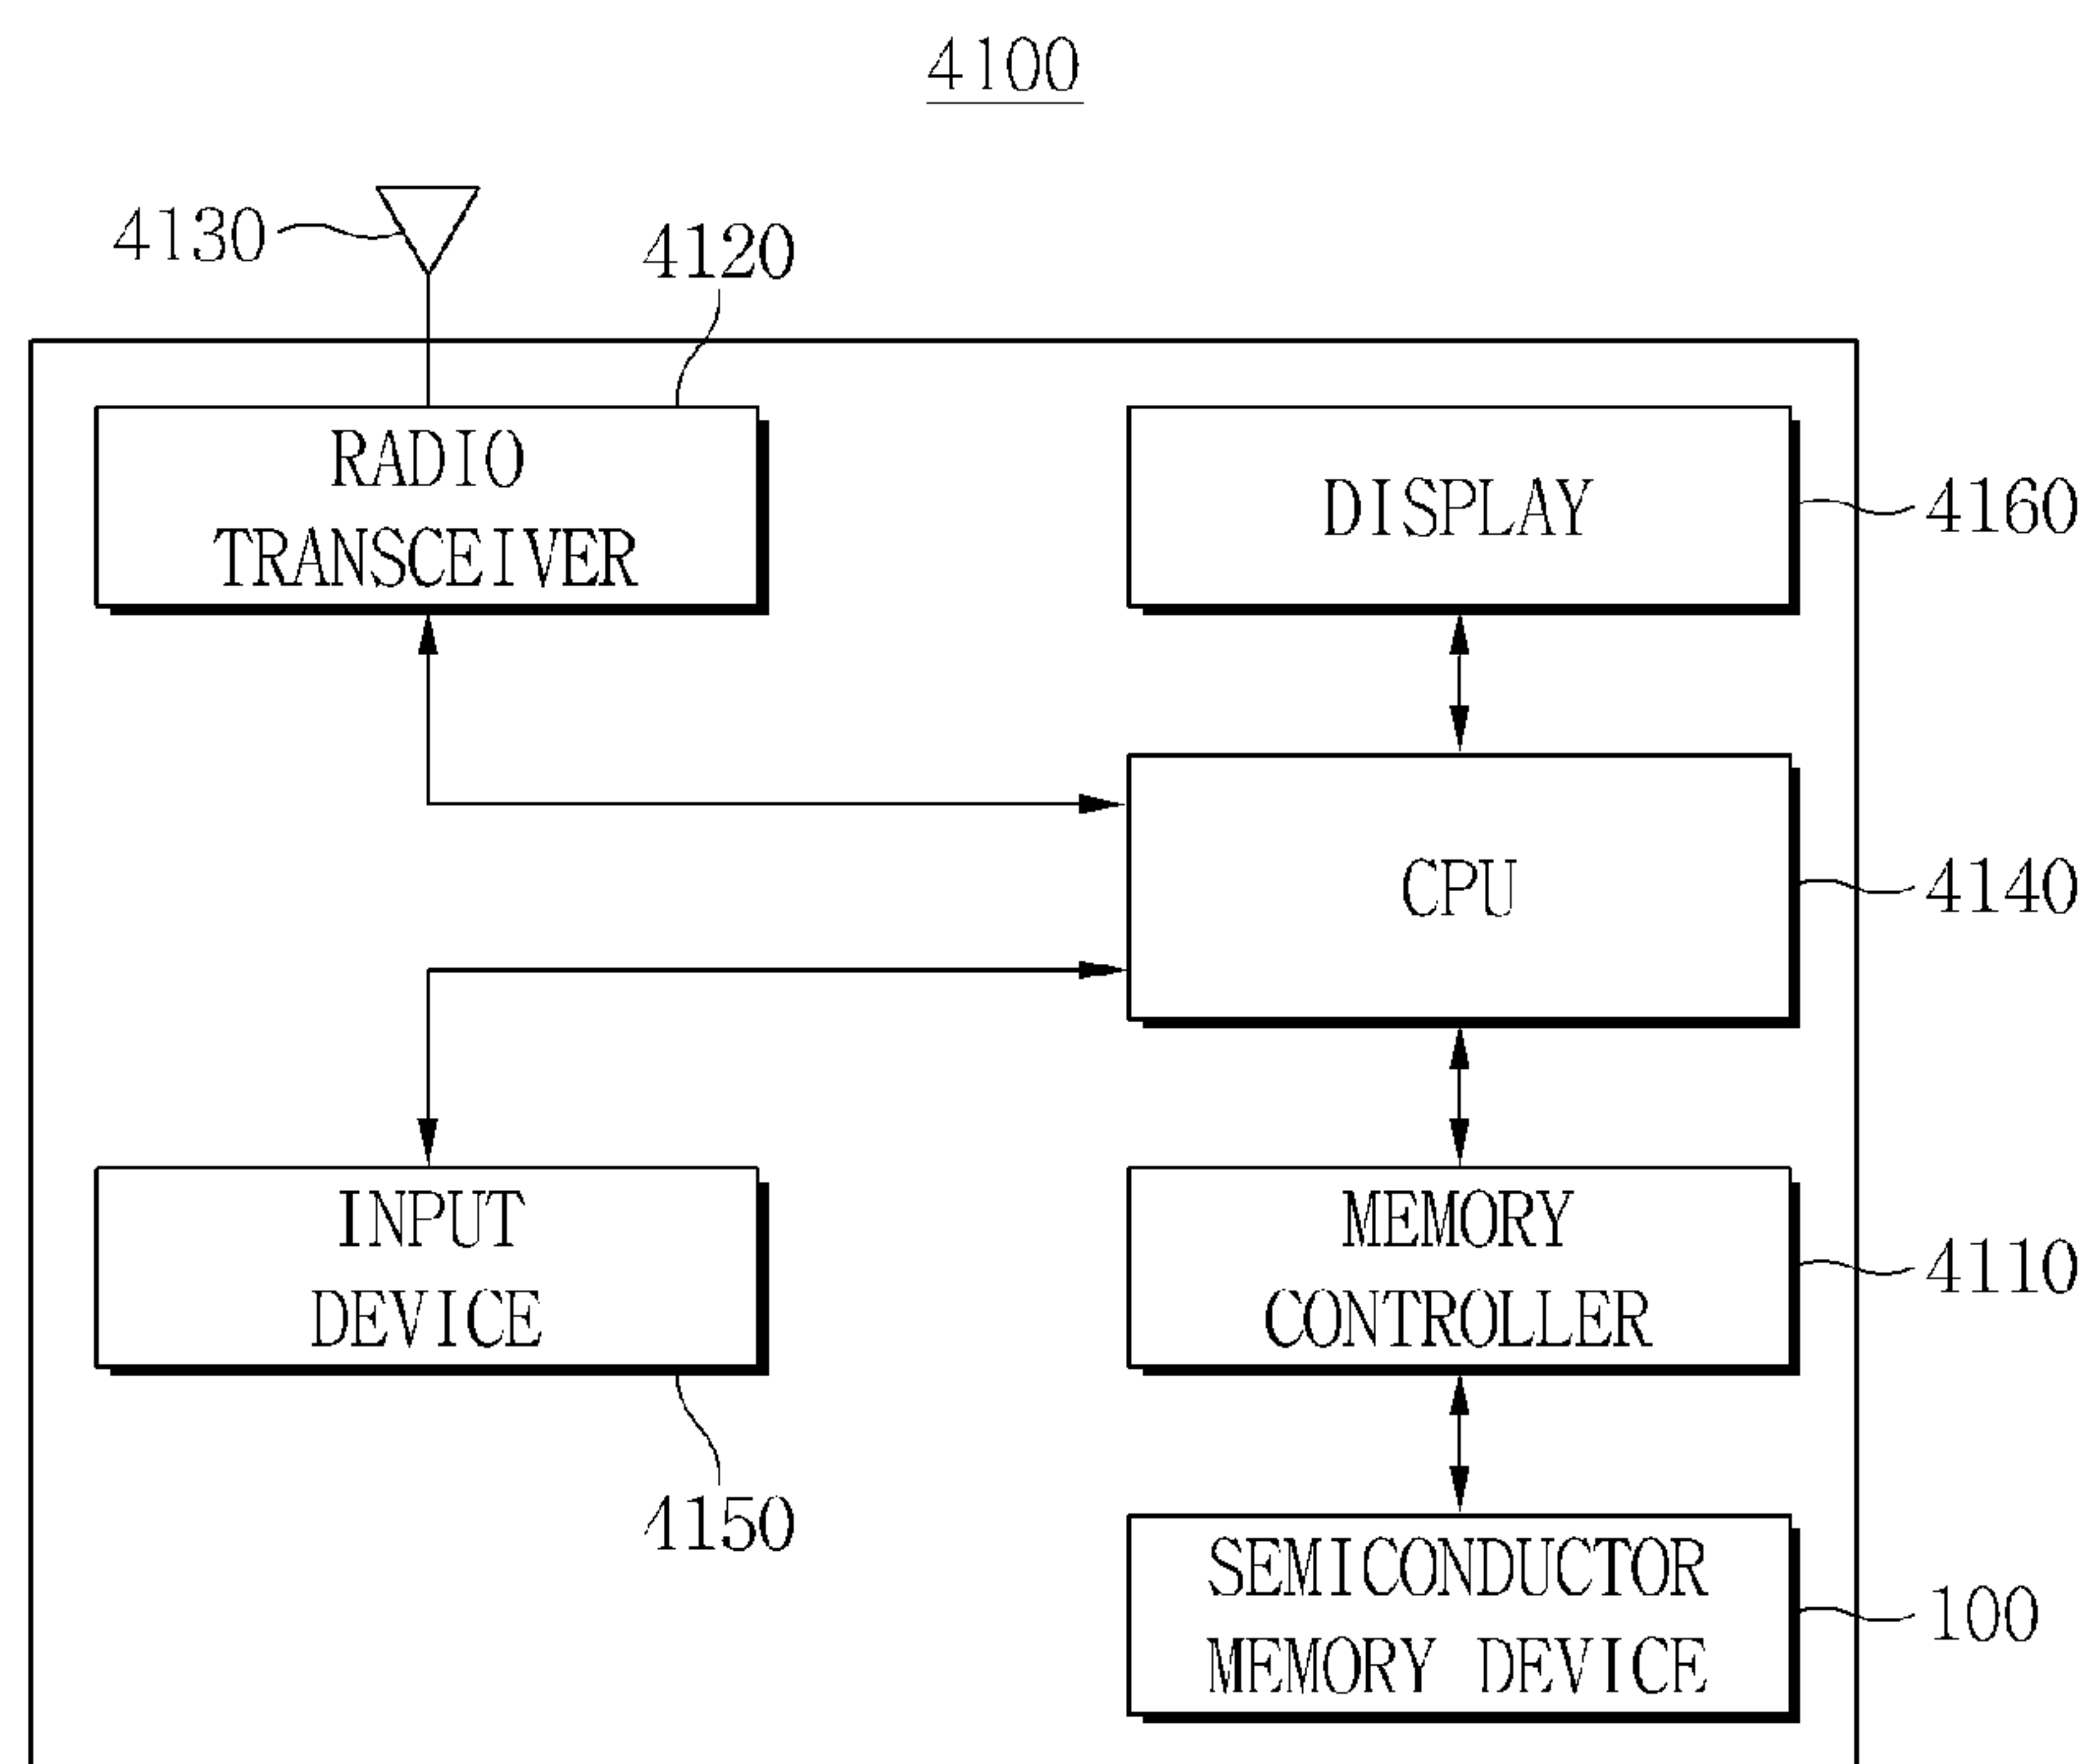 4100
4130
4120
RADIO
TRANSCEIVER
DISPLAY
4160
CPU
4140
INPUT
DEVICE
4150
MEMORY
CONTROLLER
4110
SEMICONDUCTOR
MEMORY DEVICE
100